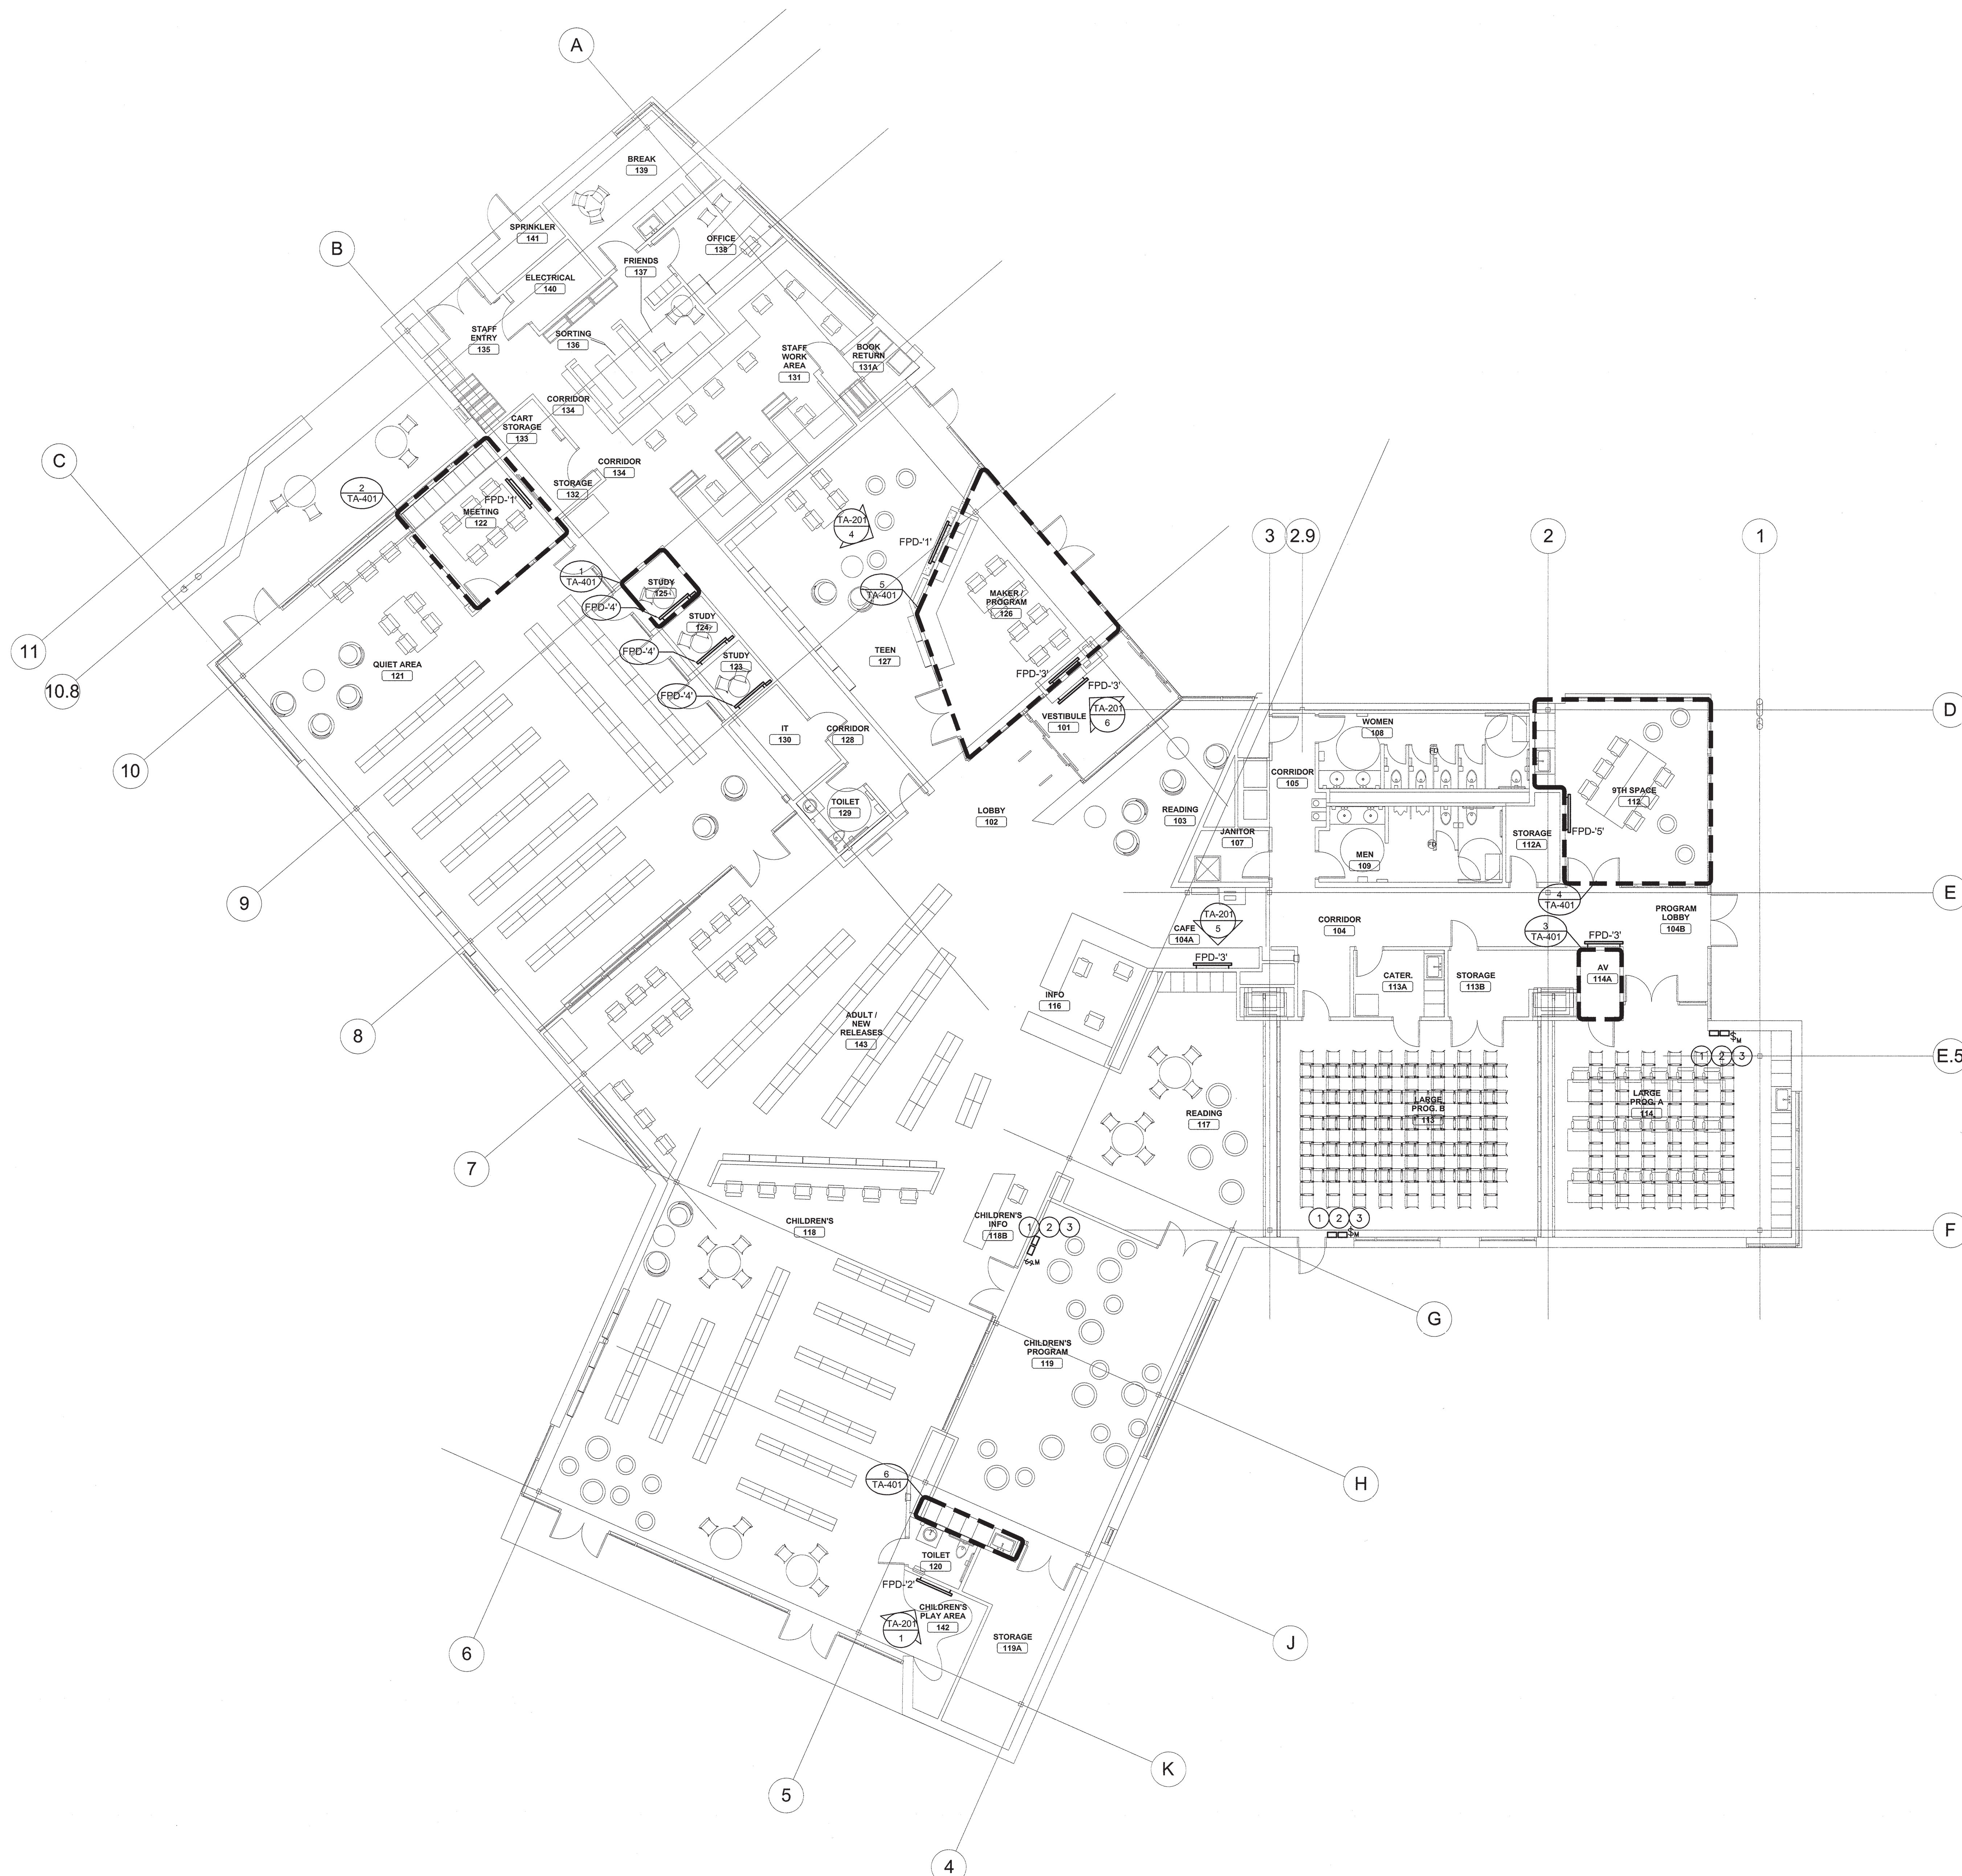 A
BREAK
139
SPRINKLER
141
OFFICE
138
B
FRIENDS
137
ELECTRICAL
140
STAFF
ENTRY
135
SORTING
136
STAFF
WORK
AREA
131
BOOK
RETURN
131A
CORRIDOR
134
CART
STORAGE
133
C
CORRIDOR
134
STORAGE
132
2
TA-401
FPD-'1'
MEETING
122
TA-201
4
FPD-'1'
3
2.9
2
1
1
TA-401
STUDY
125
5
TA-401
MAKER /
PROGRAM
126
FPD-'4'
STUDY
124
11
FPD-'4'
TEEN
127
STUDY
123
QUIET AREA
121
FPD-'3'
FPD-'3'
10.8
FPD-'4'
TA-201
6
VESTIBULE
101
D
IT
130
CORRIDOR
128
WOMEN
108
FD
10
CORRIDOR
105
9TH SPACE
112
TOILET
129
LOBBY
102
READING
103
JANITOR
107
STORAGE
112A
FPD-'5'
FD
MEN
109
E
9
4
TA-401
TA-201
5
CORRIDOR
104
PROGRAM
LOBBY
104B
CAFE
104A
3
TA-401
FPD-'3'
FPD-'3'
AV
114A
CATER.
113A
STORAGE
113B
INFO
116
ADULT /
NEW
RELEASES
143
8
$M
1
2
3
E.5
LARGE
PROG. B
113
LARGE
PROG. A
114
READING
117
7
CHILDREN'S
118
CHILDREN'S
INFO
118B
1
2
3
$M
1
2
3
$M
F
G
CHILDREN'S
PROGRAM
119
6
TA-401
H
TOILET
120
FPD-'2'
CHILDREN'S
PLAY AREA
142
TA-201
1
STORAGE
119A
J
6
K
5
4